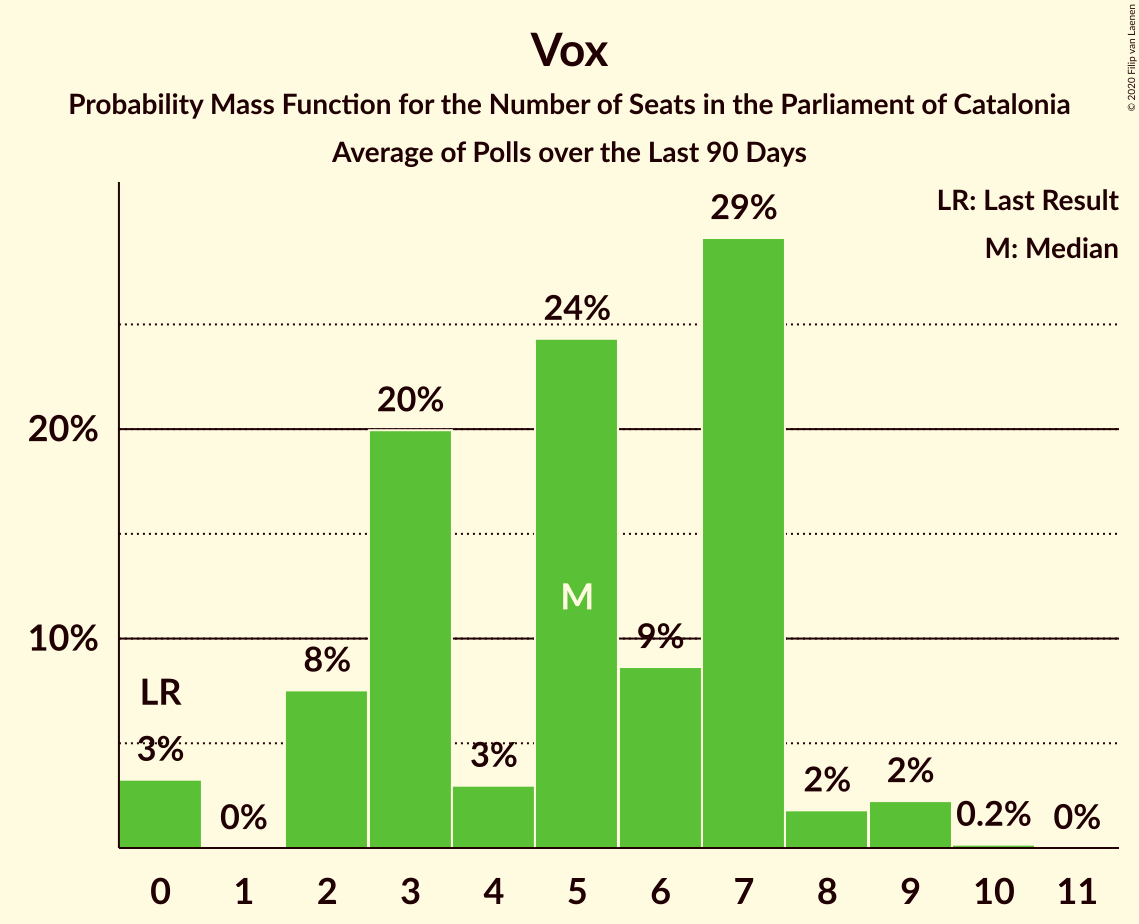 © 2020 Filip van Laenen
Vox
Probability Mass Function for the Number of Seats in the Parliament of Catalonia
Average of Polls over the Last 90 Days
LR: Last Result
M: Median
29%
24%
20%
20%
M
9%
10%
8%
LR
3%
3%
2%
2%
0%
0.2%
0%
0 1 2 3 4 5 6 7 8 9 10 11